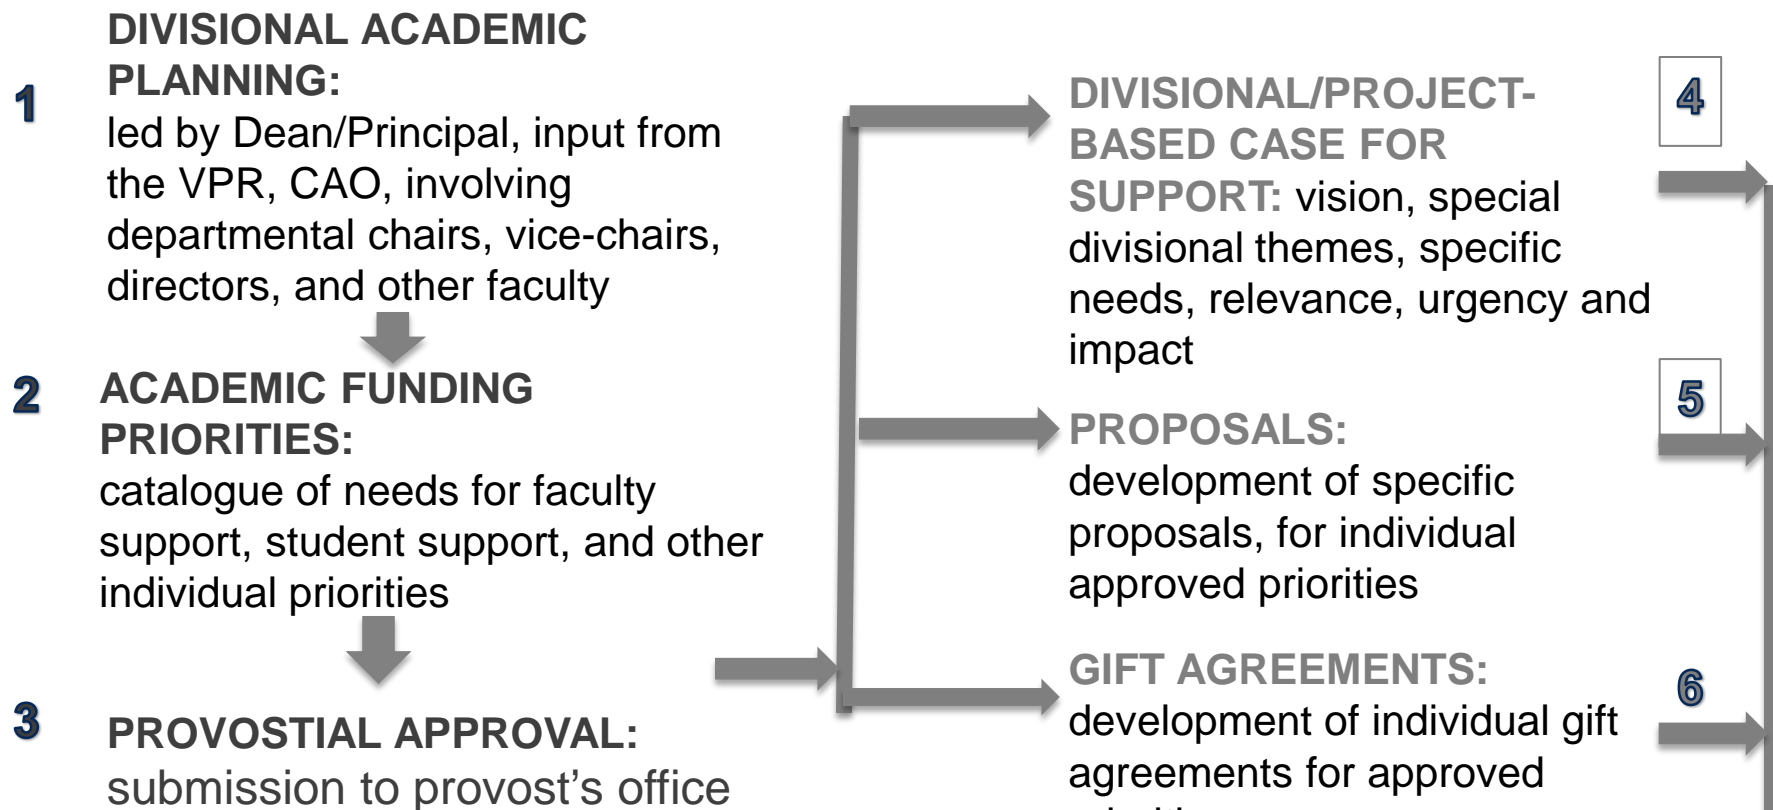 1
DIVISIONAL ACADEMIC
PLANNING:
led by Dean/Principal, input from
the VPR, CAO, involving
departmental chairs, vice-chairs,
directors, and other faculty
2
ACADEMIC FUNDING
PRIORITIES:
catalogue of needs for faculty
support, student support, and other
individual priorities
3
PROVOSTIAL APPROVAL:
submission to provost’s office
4
DIVISIONAL/PROJECT-
BASED CASE FOR
SUPPORT: vision, special
divisional themes, specific
needs, relevance, urgency and
impact
5
PROPOSALS:
development of specific
proposals, for individual
approved priorities
6
GIFT AGREEMENTS:
development of individual gift
agreements for approved